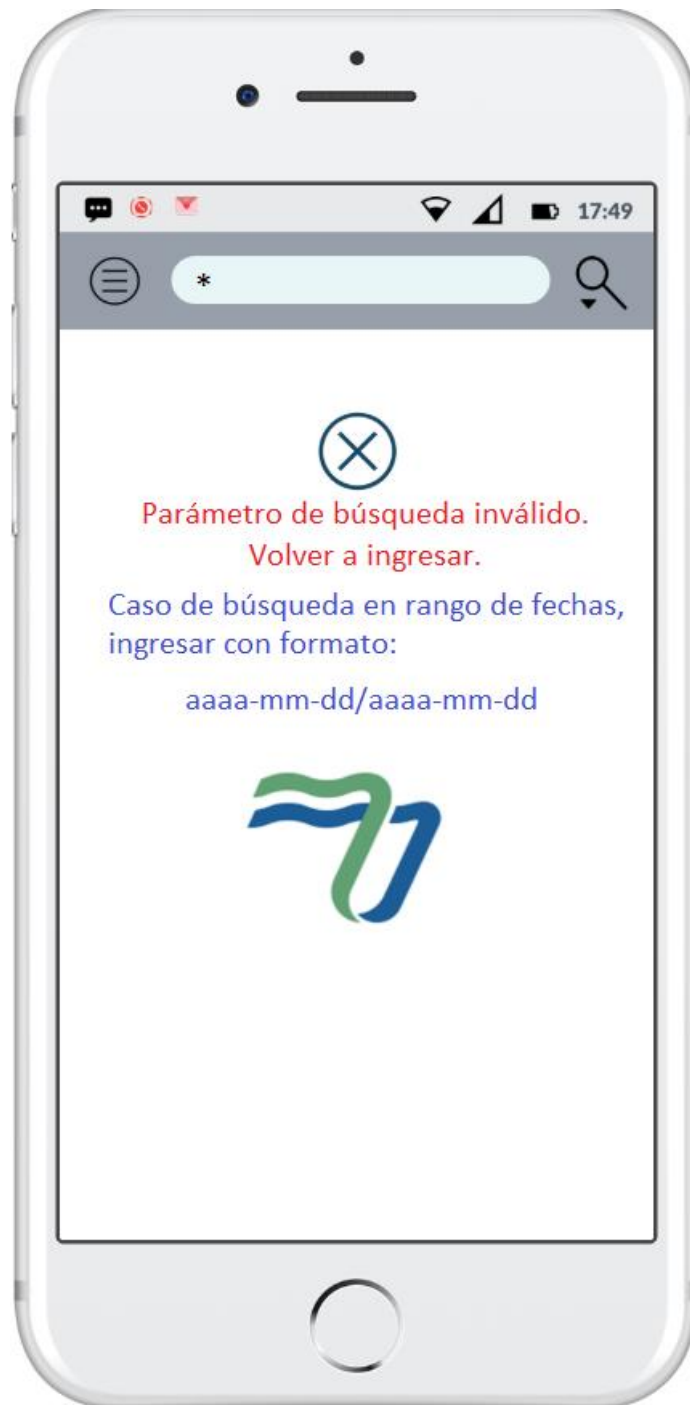 17:49
*
Parámetro de búsqueda inválido.
Volver a ingresar.
Caso de búsqueda en rango de fechas,
ingresar con formato:
aaaa-mm-dd/aaaa-mm-dd